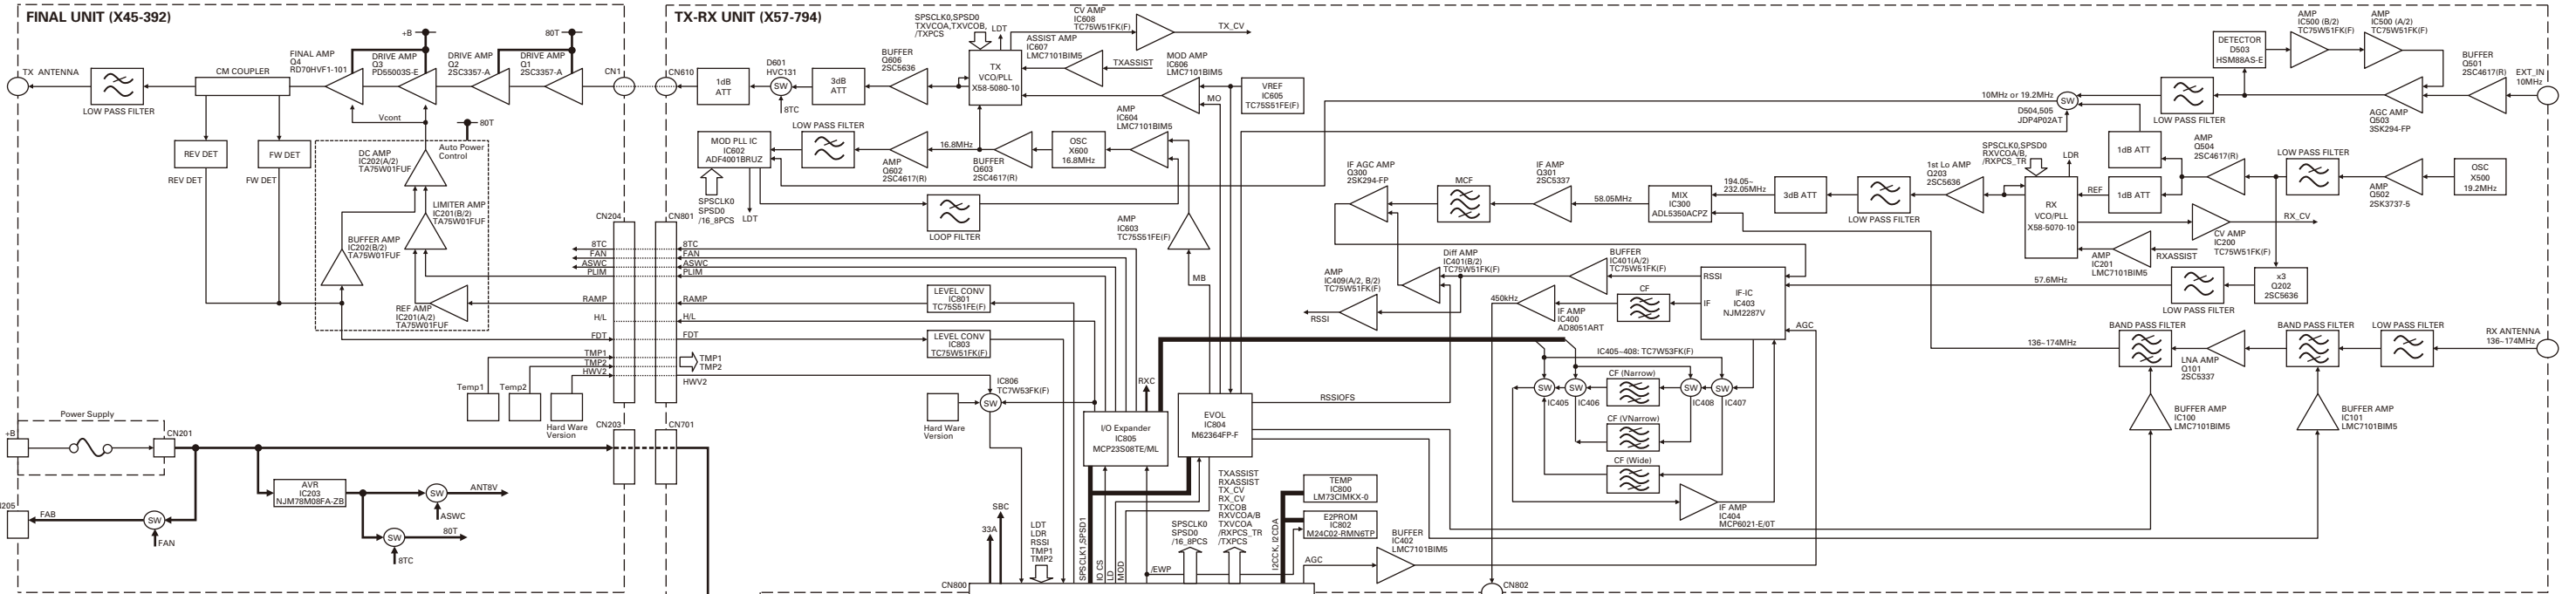 FINAL UNIT (X45-392)
TX ANTENNA
LOW PASS FILTER
CM COUPLER
FINAL AMP
Q4
RD70HVF1-101
+B
DRIVE AMP
Q3
PD55003S-E
DRIVE AMP
Q2
2SC3357-A
80T
DRIVE AMP
Q1
2SC3357-A
CN1
Vcont
80T
Auto Power
Control
REV DET
FW DET
REV DET
FW DET
DC AMP
IC202(A/2)
TA75W01FUF
LIMITER AMP
IC201(B/2)
TA75W01FUF
BUFFER AMP
IC202(B/2)
TA75W01FUF
REF AMP
IC201(A/2)
TA75W01FUF
CN204
8TC
FAN
ASWC
PLIM
RAMP
H/L
FDT
TMP1
TMP2
HWV2
Temp1
Temp2
Hard Ware
Version
Power Supply
+B
CN201
CN203
AVR
IC203
NJM78M08FA-ZB
SW
ANT8V
ASWC
SW
80T
8TC
FAB
SW
FAN
TX-RX UNIT (X57-794)
CN610
1dB
ATT
D601
HVC131
SW
8TC
3dB
ATT
BUFFER
Q606
2SC5636
SPSCLK0,SPSD0
TXVCOA,TXVCOB,
/TXPCS
LDT
TX
VCO/PLL
X58-5080-10
CV AMP
IC608
TC75W51FK(F)
TX_CV
ASSIST AMP
IC607
LMC7101BIM5
TXASSIST
MOD AMP
IC606
LMC7101BIM5
MO
VREF
IC605
TC75S51FE(F)
MOD PLL IC
IC602
ADF4001BRUZ
SPSCLK0
SPSD0
/16_8PCS
LDT
LOW PASS FILTER
AMP
Q602
2SC4617(R)
16.8MHz
BUFFER
Q603
2SC4617(R)
OSC
X600
16.8MHz
AMP
IC604
LMC7101BIM5
LOOP FILTER
AMP
IC603
TC75S51FE(F)
MB
CN801
8TC
FAN
ASWC
PLIM
RAMP
FDT
TMP1
TMP2
HWV2
LEVEL CONV
IC801
TC75S51FE(F)
LEVEL CONV
IC803
TC75W51FK(F)
CN701
Hard Ware
Version
IC806
TC7W53FK(F)
SW
RXC
I/O Expander
IC805
MCP23S08TE/ML
EVOL
IC804
M62364FP-F
RSSIOFS
33A
SBC
LDT
LDR
RSSI
TMP1
TMP2
SPSCLK1,SPSD1
IO CS
LD
MOD
/EWP
SPSCLK0
SPSD0
/16_8PCS
TXASSIST
RXASSIST
TX_CV
RX_CV
TXCOB
RXVCOA/B
TXVCOA
/RXPCS_TR
/TXPCS
I2CCK, I2CDA
TEMP
IC800
LM73CIMKX-0
E2PROM
IC802
M24C02-RMN6TP
AGC
BUFFER
IC402
LMC7101BIM5
CN800
CN802
IF AGC AMP
Q300
2SK294-FP
MCF
IF AMP
Q301
2SC5337
58.05MHz
MIX
IC300
ADL5350ACPZ
194.05~
232.05MHz
3dB ATT
LOW PASS FILTER
1st Lo AMP
Q203
2SC5636
SPSCLK0,SPSD0
RXVCOA/B,
/RXPCS_TR
LDR
RX
VCO/PLL
X58-5070-10
REF
1dB ATT
1dB ATT
AMP
Q504
2SC4617(R)
LOW PASS FILTER
AMP
Q502
2SK3737-5
OSC
X500
19.2MHz
CV AMP
IC200
TC75W51FK(F)
RX_CV
AMP
IC201
LMC7101BIM5
RXASSIST
10MHz or 19.2MHz
SW
D504,505
JDP4P02AT
LOW PASS FILTER
DETECTOR
D503
HSM88AS-E
AMP
IC500 (B/2)
TC75W51FK(F)
AMP
IC500 (A/2)
TC75W51FK(F)
AGC AMP
Q503
3SK294-FP
BUFFER
Q501
2SC4617(R)
EXT_IN
10MHz
57.6MHz
LOW PASS FILTER
x3
Q202
2SC5636
AMP
IC409(A/2, B/2)
TC75W51FK(F)
RSSI
Diff AMP
IC401(B/2)
TC75W51FK(F)
BUFFER
IC401(A/2)
TC75W51FK(F)
450kHz
IF AMP
IC400
AD8051ART
CF
RSSI
IF
IF-IC
IC403
NJM2287V
AGC
IC405~408: TC7W53FK(F)
SW
SW
SW
SW
IC405
IC406
IC408
IC407
CF (Narrow)
CF (VNarrow)
CF (Wide)
IF AMP
IC404
MCP6021-E/0T
136~174MHz
BAND PASS FILTER
LNA AMP
Q101
2SC5337
BAND PASS FILTER
LOW PASS FILTER
RX ANTENNA
136~174MHz
BUFFER AMP
IC100
LMC7101BIM5
BUFFER AMP
IC101
LMC7101BIM5